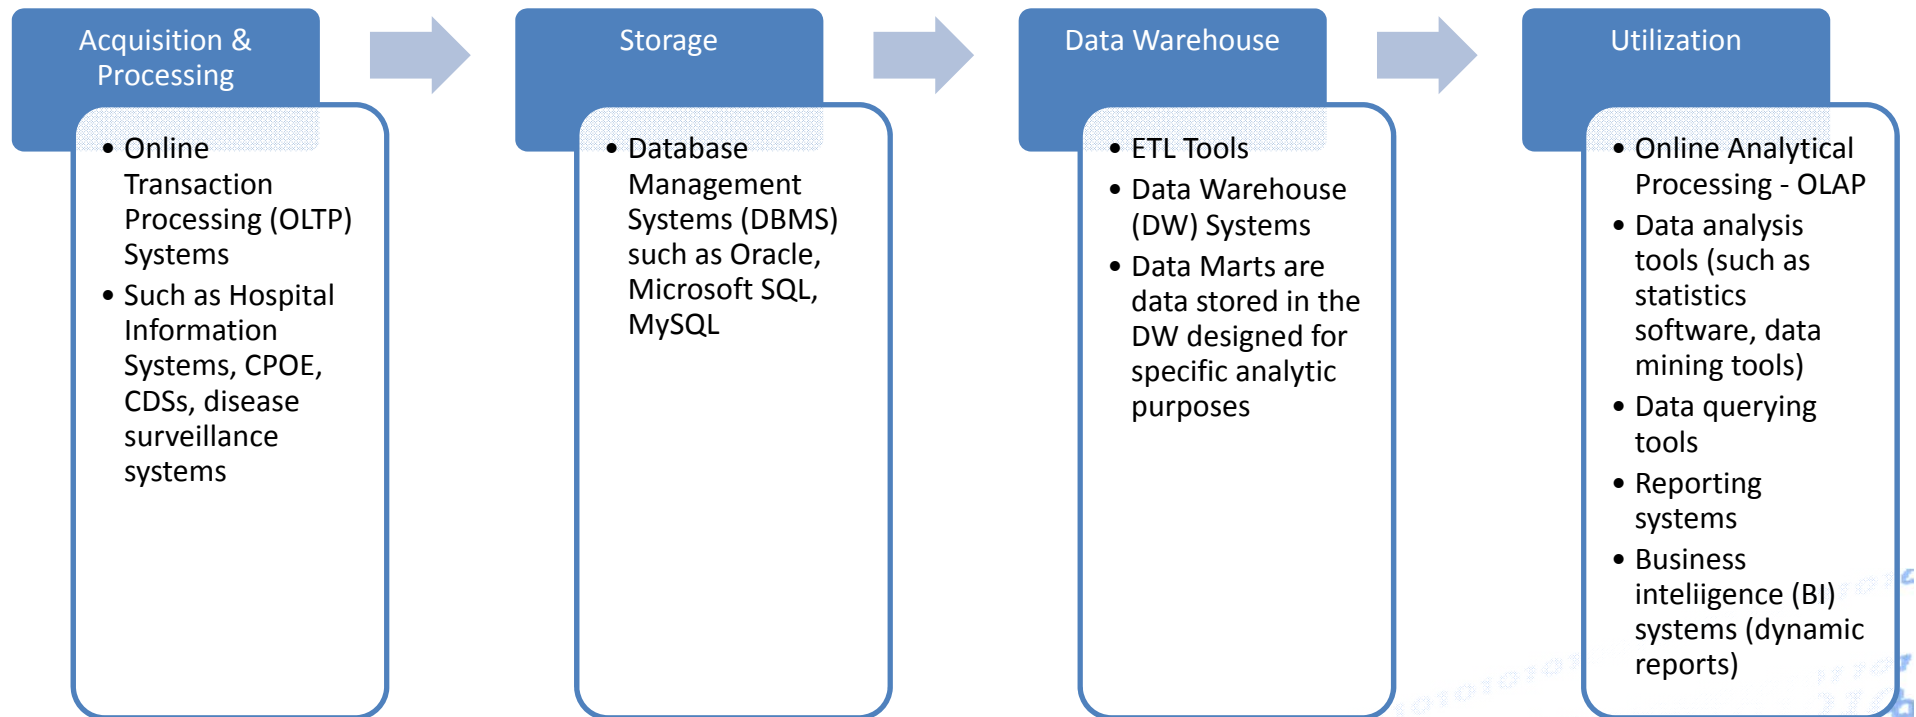 Acquisition &
Processing
• Online
Transaction
Processing (OLTP)
Systems
• Such as Hospital
Information
Systems, CPOE,
CDSs, disease
surveillance
systems
Storage
• Database
Management
Systems (DBMS)
such as Oracle,
Microsoft SQL,
MySQL
Data Warehouse
• ETL Tools
• Data Warehouse
(DW) Systems
• Data Marts are
data stored in the
DW designed for
specific analytic
purposes
Utilization
• Online Analytical
Processing - OLAP
• Data analysis
tools (such as
statistics
software, data
mining tools)
• Data querying
tools
• Reporting
systems
• Business
inteliigence (BI)
systems (dynamic
reports)